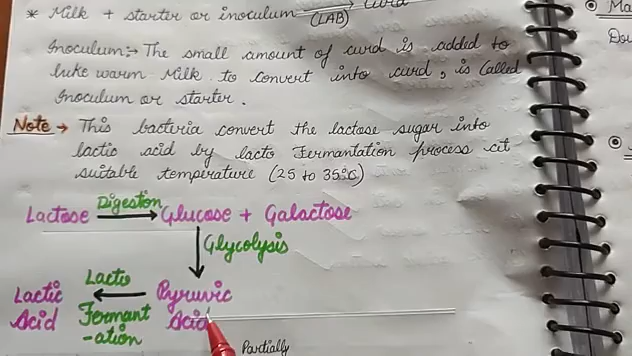 * Milk + starter or inoculum → Curd
(LAB)
Inoculum:- The small amount of curd is added to
luke warm Milk to convert into curd, is Called
Inoculum or starter.
Note → This bacteria convert the lactose sugar into
lactic acid by lacto Fermantation process at
suitable temperature (25 to 35°C)
Lactose Digestion → Glucose + Galactose
Glycolysis
Lactic Acid ← Lacto Fermant-ation Pyruvic Acid
Partially